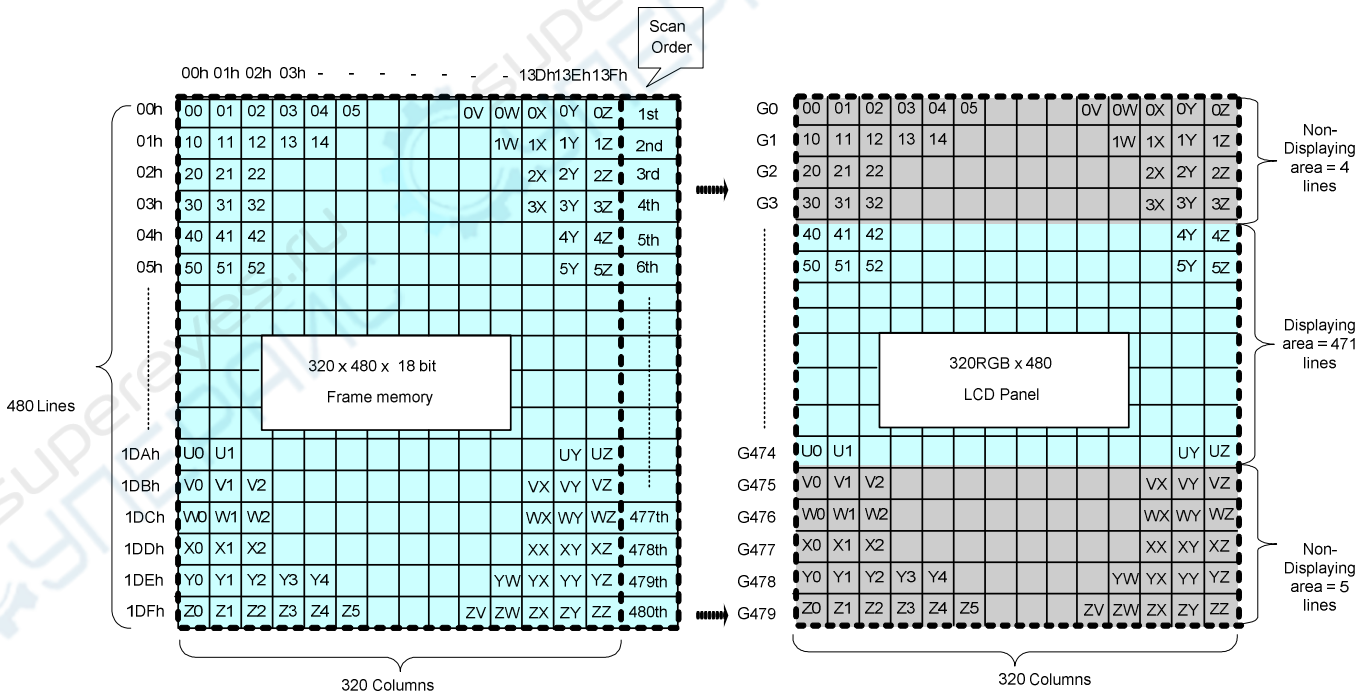 Scan
Order
00h 01h 02h 03h - - - - - - - 13Dh 13Eh 13Fh
00h 00 01 02 03 04 05 0V 0W 0X 0Y 0Z 1st
01h 10 11 12 13 14 1W 1X 1Y 1Z 2nd
02h 20 21 22 2X 2Y 2Z 3rd
03h 30 31 32 3X 3Y 3Z 4th
04h 40 41 42 4Y 4Z 5th
05h 50 51 52 5Y 5Z 6th
320 x 480 x 18 bit
Frame memory
480 Lines
1DAh U0 U1 UY UZ
1DBh V0 V1 V2 VX VY VZ
1DCh W0 W1 W2 WX WY WZ 477th
1DDh X0 X1 X2 XX XY XZ 478th
1DEh Y0 Y1 Y2 Y3 Y4 YW YX YY YZ 479th
1DFh Z0 Z1 Z2 Z3 Z4 Z5 ZV ZW ZX ZY ZZ 480th
320 Columns
G0 00 01 02 03 04 05 0V 0W 0X 0Y 0Z
G1 10 11 12 13 14 1W 1X 1Y 1Z
G2 20 21 22 2X 2Y 2Z
G3 30 31 32 3X 3Y 3Z
40 41 42 4Y 4Z
50 51 52 5Y 5Z
320RGB x 480
LCD Panel
G474 U0 U1 UY UZ
G475 V0 V1 V2 VX VY VZ
G476 W0 W1 W2 WX WY WZ
G477 X0 X1 X2 XX XY XZ
G478 Y0 Y1 Y2 Y3 Y4 YW YX YY YZ
G479 Z0 Z1 Z2 Z3 Z4 Z5 ZV ZW ZX ZY ZZ
320 Columns
Non-
Displaying
area = 4
lines
Displaying
area = 471
lines
Non-
Displaying
area = 5
lines
supereyes.ru